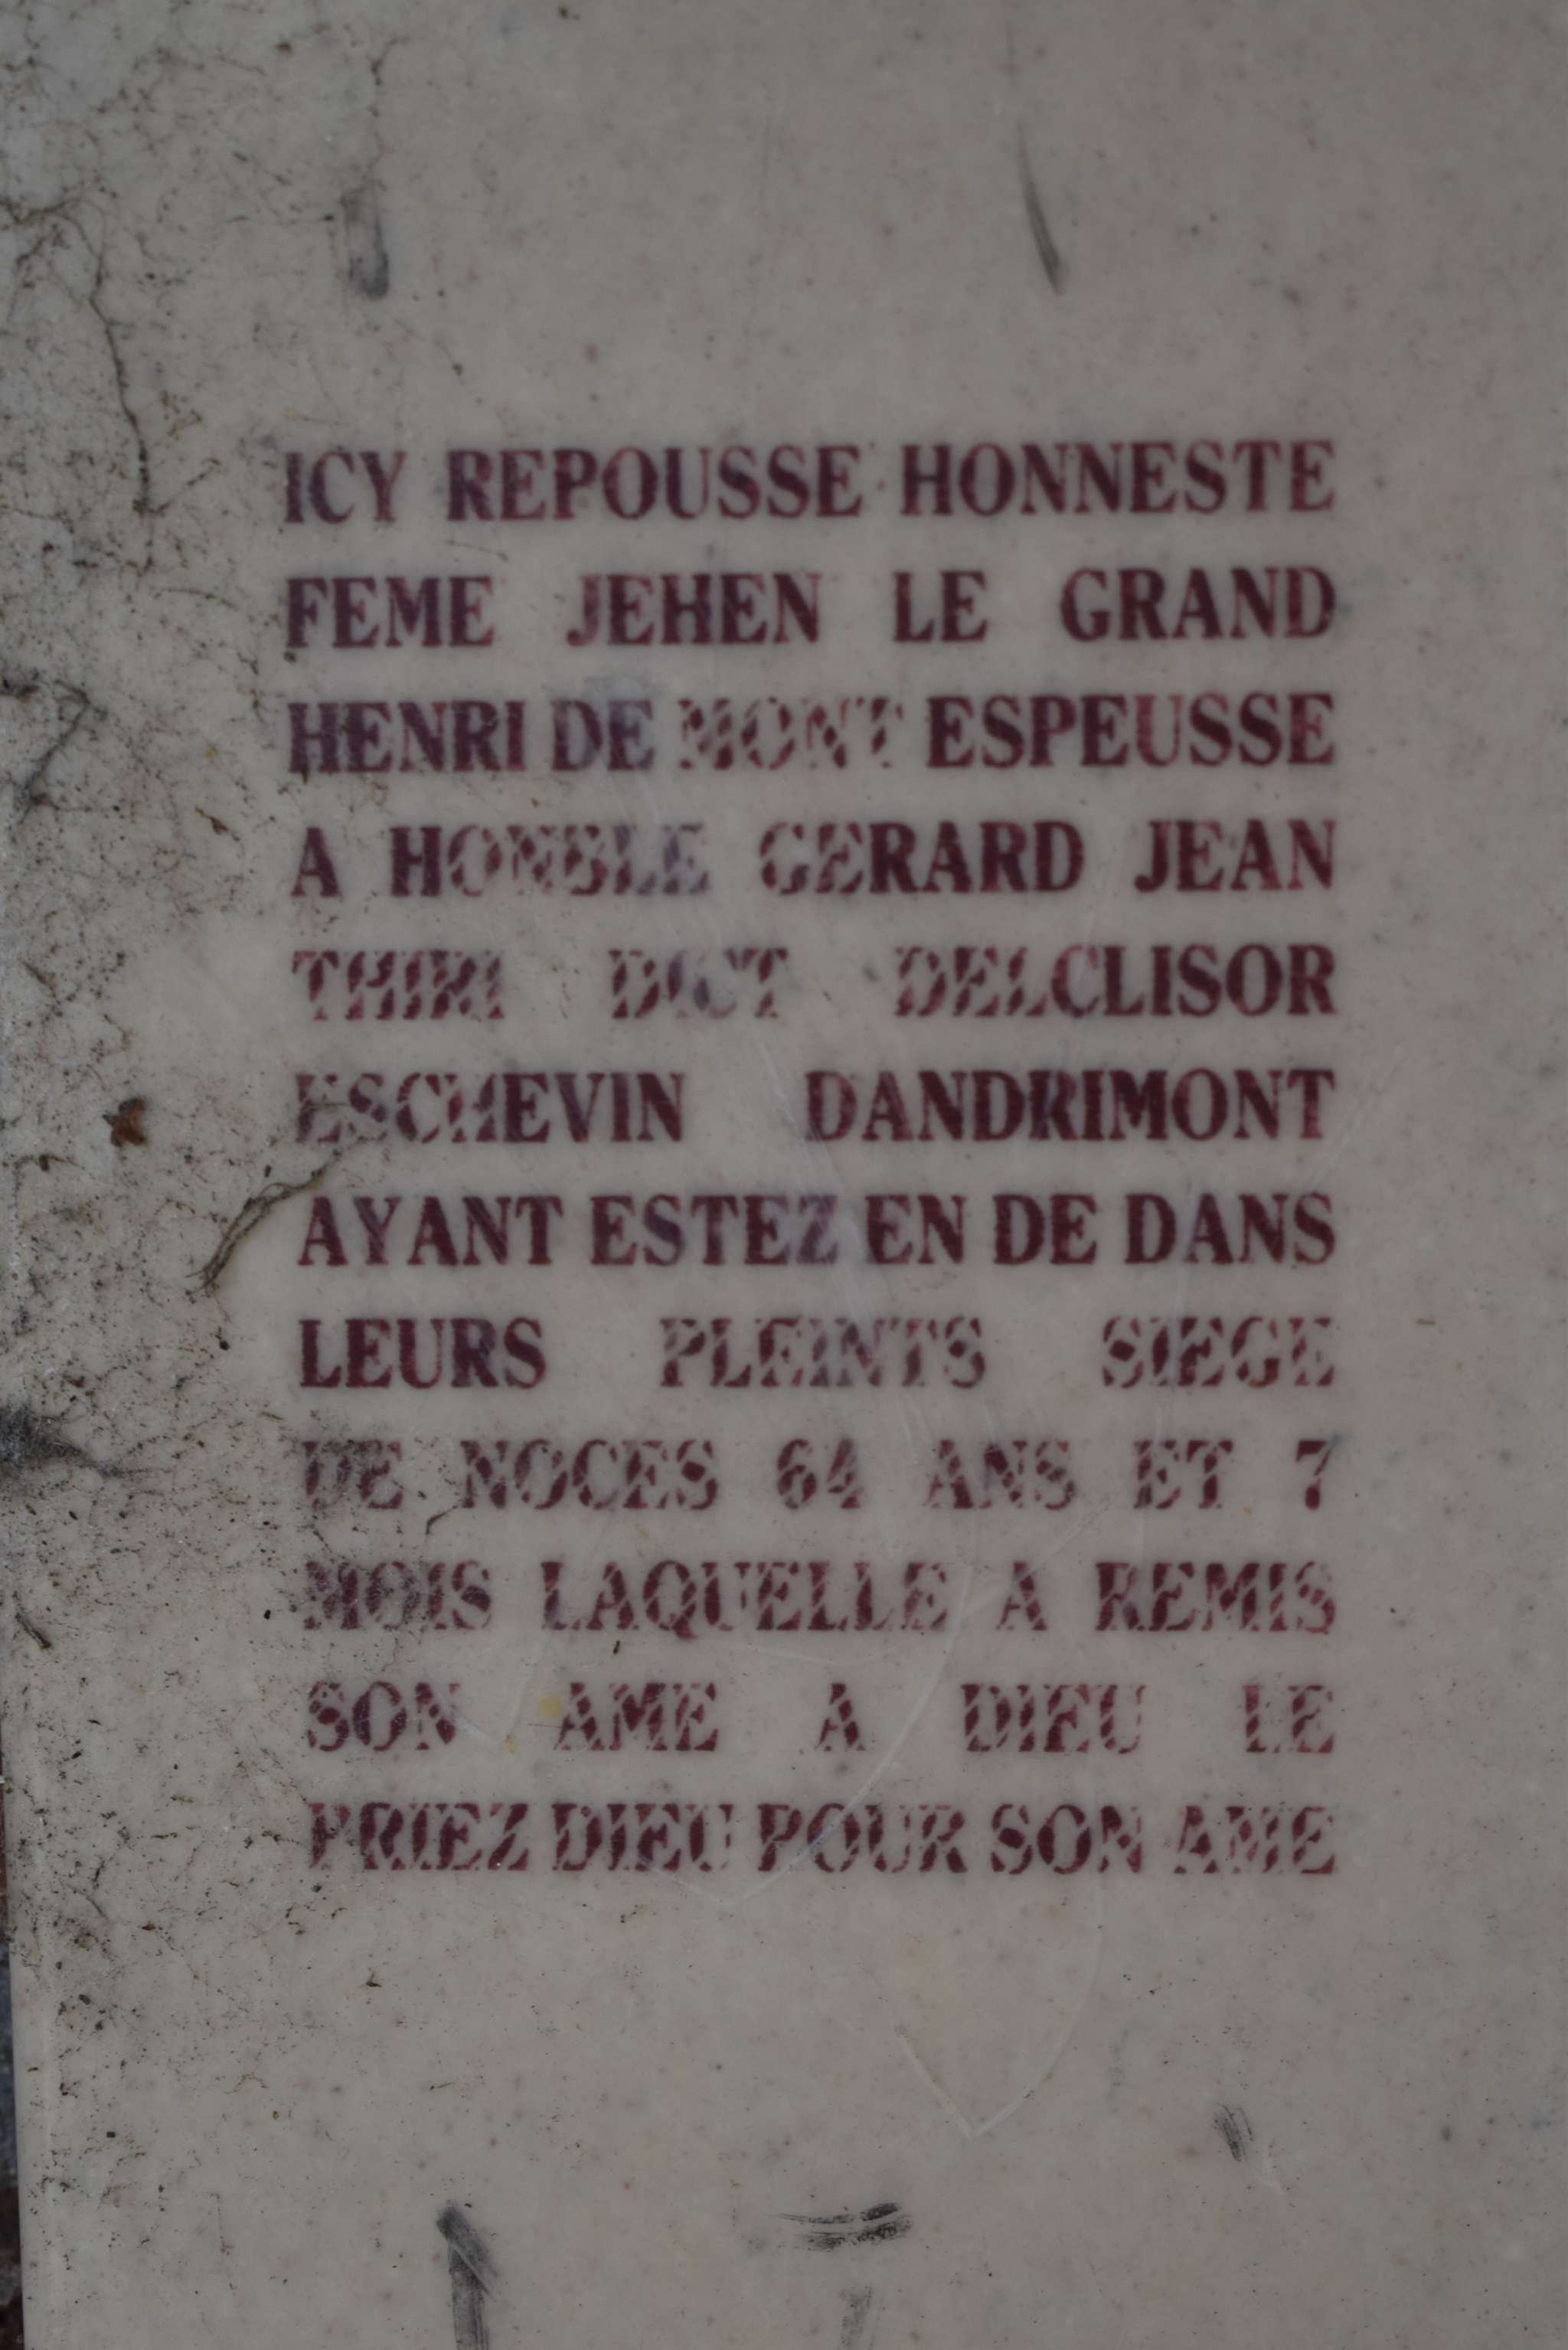 ICY REPOUSSE HONNESTE
FEME JEHEN LE GRAND
HENRI DE MONT ESPEUSSE
A HONBLE GERARD JEAN
THIRI DICT DELCLISOR
ESCHEVIN DANDRIMONT
AYANT ESTEZ EN DE DANS
LEURS PLEINTS SIEGE
DE NOCES 64 ANS ET 7
MOIS LAQUELLE A REMIS
SON AME A DIEU LE
PRIEZ DIEU POUR SON AME